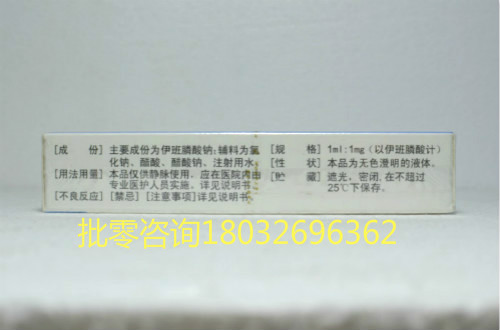 [成 份] 主要成份为伊班膦酸钠;辅料为氯
化钠、醋酸、醋酸钠、注射用水。
[用法用量] 本品仅供静脉使用、应在医院内由
专业医护人员实施、详见说明书。
[不良反应] [禁忌] [注意事项]详见说明书。
[规 格] 1ml:1mg (以伊班膦酸计)
[性 状] 本品为无色澄明的液体。
[贮 藏] 遮光、密闭、在不超过
25℃下保存。
批零咨询18032696362